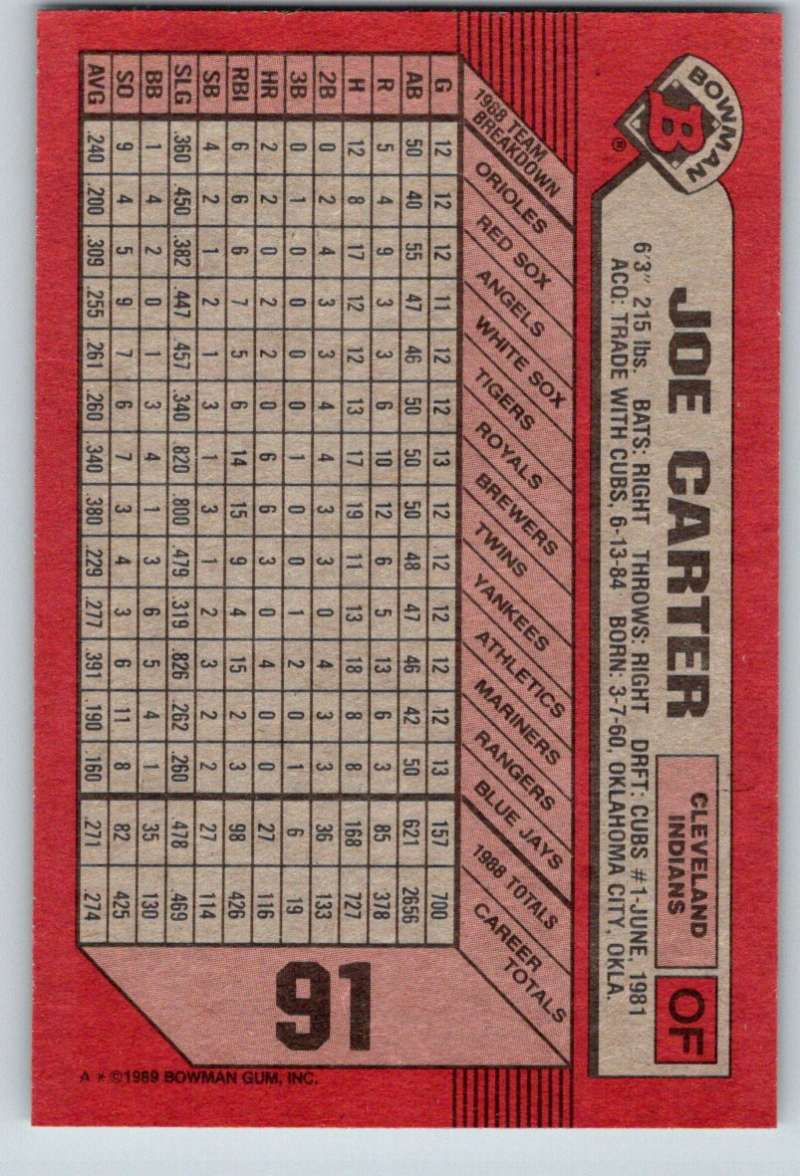 BOWMAN
B
®
JOE CARTER
CLEVELAND
INDIANS
OF
6'3" 215 lbs. BATS: RIGHT THROWS: RIGHT DRFT: CUBS #1-JUNE, 1981
ACQ: TRADE WITH CUBS, 6-13-84 BORN: 3-7-60, OKLAHOMA CITY, OKLA.
1988 TEAM
BREAKDOWN
ORIOLES
RED SOX
ANGELS
WHITE SOX
TIGERS
ROYALS
BREWERS
TWINS
YANKEES
ATHLETICS
MARINERS
RANGERS
BLUE JAYS
1988 TOTALS
CAREER
TOTALS
G 12 12 12 11 12 12 13 12 12 12 12 12 13 157 700
AB 50 40 55 47 46 50 50 50 48 47 46 42 50 621 2656
R 5 4 9 3 3 6 10 12 6 5 13 6 3 85 378
H 12 8 17 12 12 13 17 19 11 13 18 8 8 168 727
2B 0 2 4 3 3 4 4 3 3 0 4 3 3 36 133
3B 0 1 0 0 0 0 1 0 0 1 2 0 1 6 19
HR 2 2 0 2 2 0 6 6 3 0 4 0 0 27 116
RBI 6 6 6 7 5 6 14 15 9 4 15 2 3 98 426
SB 4 2 1 2 1 3 1 3 1 2 3 2 2 27 114
SLG .360 .450 .382 .447 .457 .340 .820 .800 .479 .319 .826 .262 .260 .478 .469
BB 1 4 2 0 1 3 4 1 3 6 5 4 1 35 130
SO 9 4 5 9 7 6 7 3 4 3 6 11 8 82 425
AVG .240 .200 .309 .255 .261 .260 .340 .380 .229 .277 .391 .190 .160 .271 .274
91
A * ©1989 BOWMAN GUM, INC.